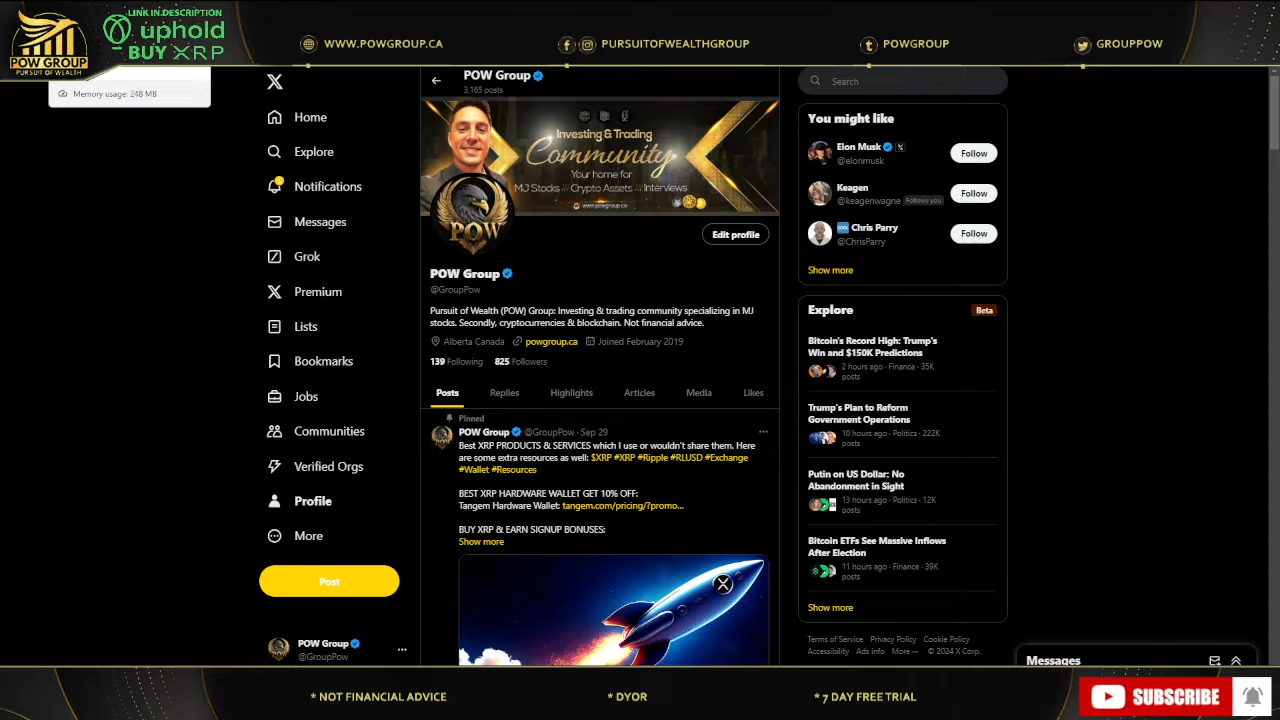 LINK IN DESCRIPTION
uphold
BUY XRP
POW GROUP
PURSUIT OF WEALTH
WWW.POWGROUP.CA
PURSUITOFWEALTHGROUP
POWGROUP
GROUPPOW
Memory usage: 248 MB
Home
Explore
Notifications
Messages
Grok
Premium
Lists
Bookmarks
Jobs
Communities
Verified Orgs
Profile
More
Post
POW Group
@GroupPow
POW Group
3,165 posts
Investing & Trading
Community
Your home for
MJ Stocks /// Crypto Assets /// Interviews
www.powgroup.ca
POW
Edit profile
POW Group
@GroupPow
Pursuit of Wealth (POW) Group: Investing & trading community specializing in MJ
stocks. Secondly, cryptocurrencies & blockchain. Not financial advice.
Alberta Canada powgroup.ca Joined February 2019
139 Following 825 Followers
Posts Replies Highlights Articles Media Likes
Pinned
POW Group @GroupPow · Sep 29
Best XRP PRODUCTS & SERVICES which I use or wouldn't share them. Here
are some extra resources as well: $XRP #XRP #Ripple #RLUSD #Exchange
#Wallet #Resources
BEST XRP HARDWARE WALLET GET 10% OFF:
Tangem Hardware Wallet: tangem.com/pricing/?promo...
BUY XRP & EARN SIGNUP BONUSES:
Show more
Search
You might like
Elon Musk
@elonmusk
Follow
Keagen
@keagenwagne Follows you
Follow
Chris Parry
@ChrisParry
Follow
Show more
Explore
Beta
Bitcoin's Record High: Trump's
Win and $150K Predictions
2 hours ago · Finance · 35K
posts
Trump's Plan to Reform
Government Operations
10 hours ago · Politics · 222K
posts
Putin on US Dollar: No
Abandonment in Sight
13 hours ago · Politics · 12K
posts
Bitcoin ETFs See Massive Inflows
After Election
11 hours ago · Finance · 39K
posts
Show more
Terms of Service Privacy Policy Cookie Policy
Accessibility Ads info More ··· © 2024 X Corp.
Messages
* NOT FINANCIAL ADVICE
* DYOR
* 7 DAY FREE TRIAL
SUBSCRIBE